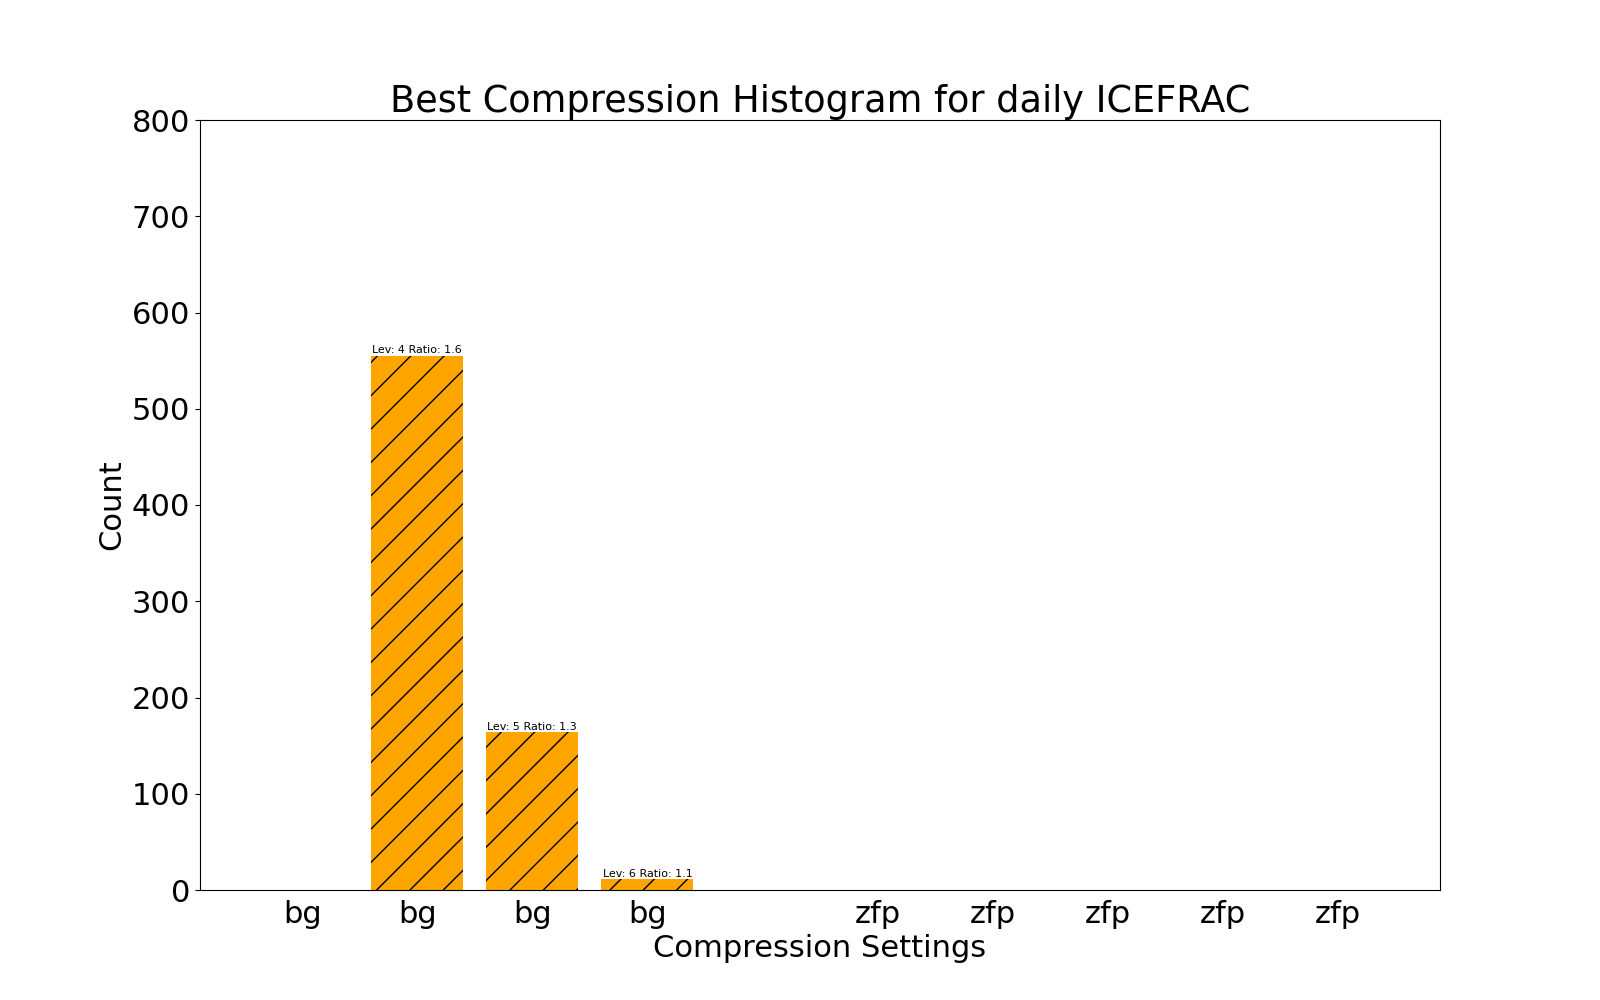 Best Compression Histogram for daily ICEFRAC
800
700
600
500
400
300
200
100
0
Count
Lev: 4 Ratio: 1.6
Lev: 5 Ratio: 1.3
Lev: 6 Ratio: 1.1
bg bg bg bg zfp zfp zfp zfp zfp
Compression Settings